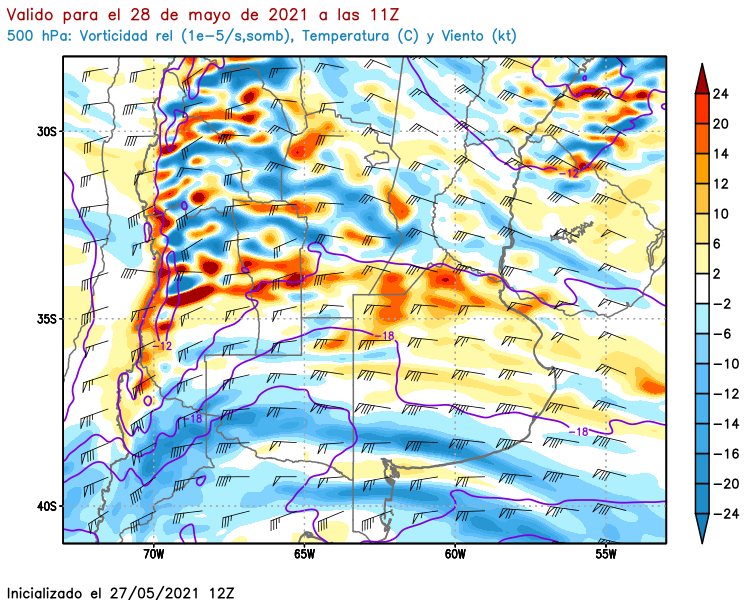 Valido para el 28 de mayo de 2021 a las 11Z
500 hPa: Vorticidad rel (1e-5/s,somb), Temperatura (C) y Viento (kt)
24
20
14
12
10
6
2
-2
-6
-10
-12
-14
-16
-20
-24
30S
35S
40S
-12
-18
-12
-18
-18
70W
65W
60W
55W
Inicializado el 27/05/2021 12Z